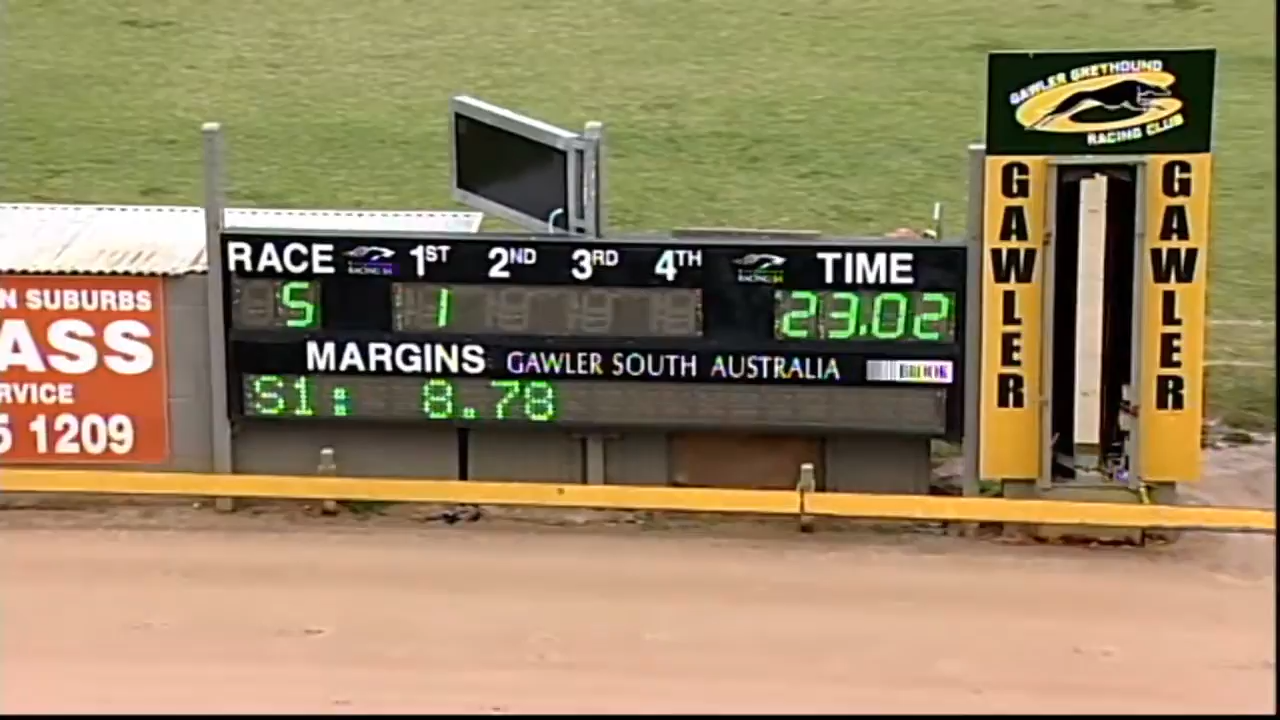 GAWLER GREYHOUND
RACING CLUB
GAWLER
GAWLER
RACE 1ST 2ND 3RD 4TH TIME
5 1 23.02
MARGINS GAWLER SOUTH AUSTRALIA
S1: 8.78
N SUBURBS
ASS
RVICE
5 1209